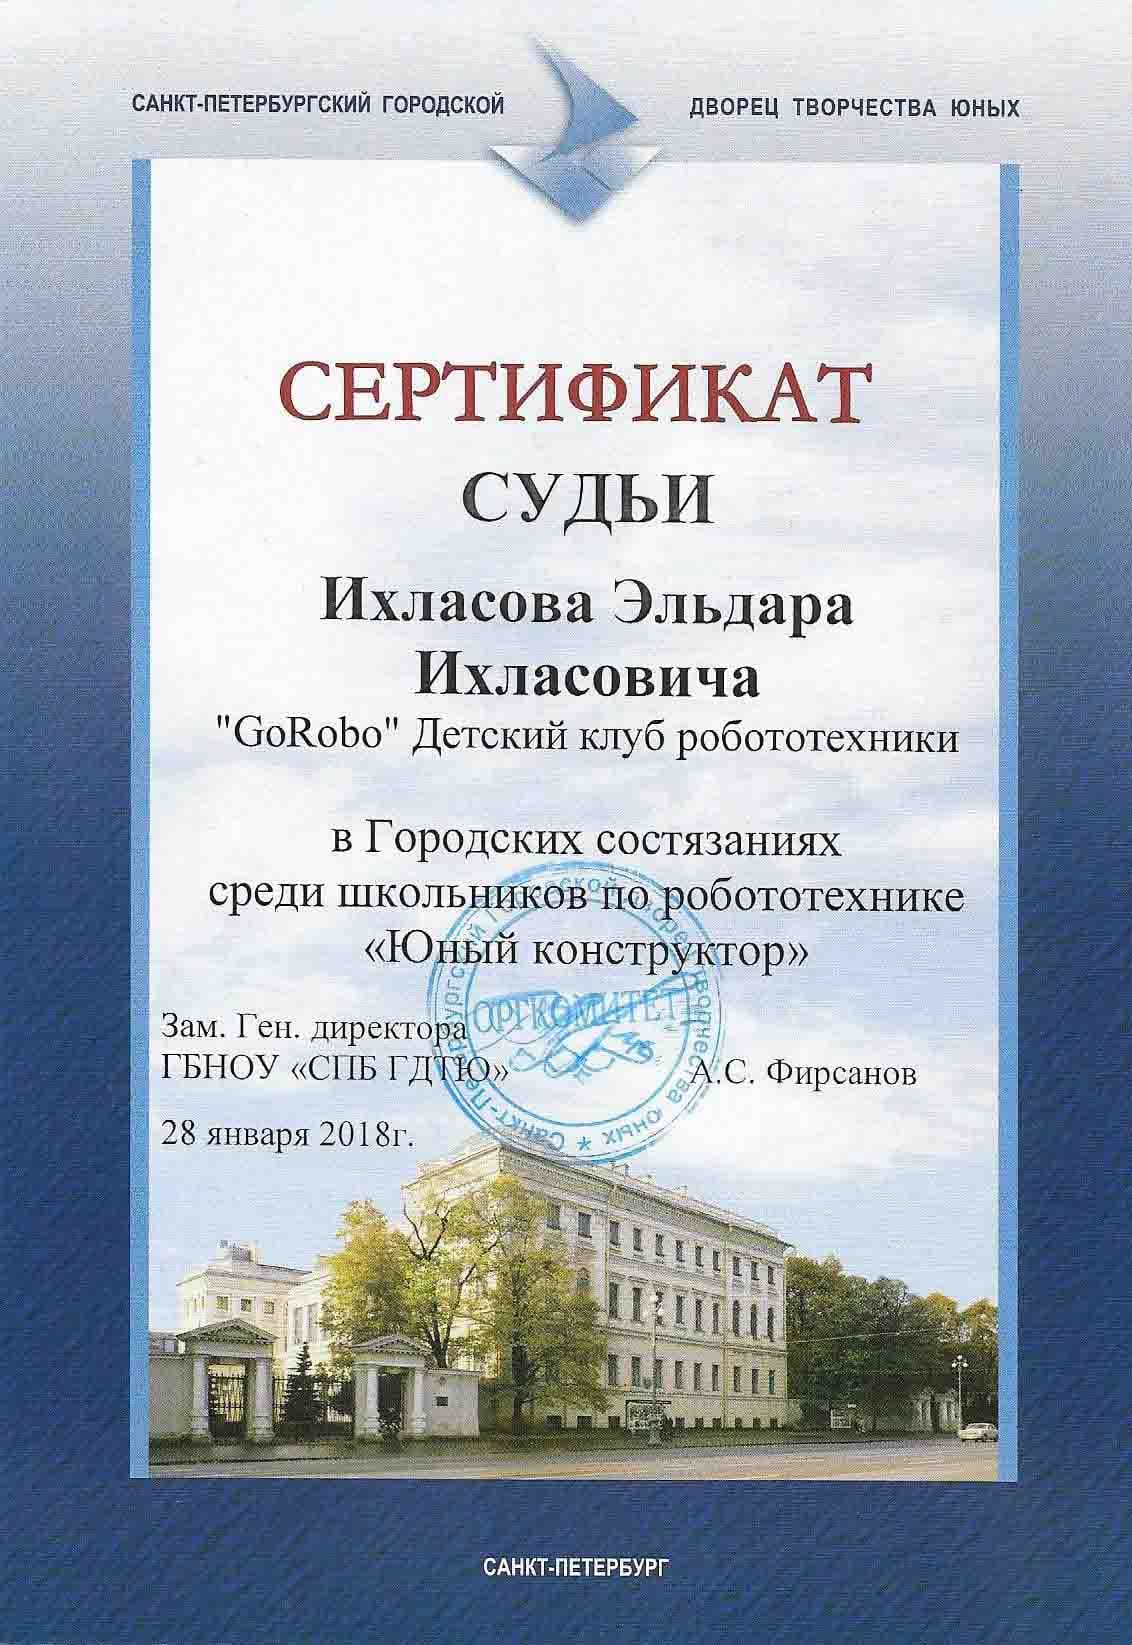 САНКТ-ПЕТЕРБУРГСКИЙ ГОРОДСКОЙ ДВОРЕЦ ТВОРЧЕСТВА ЮНЫХ
СЕРТИФИКАТ
СУДЬИ
Ихласова Эльдара
Ихласовича
"GoRobo" Детский клуб робототехники
в Городских состязаниях
среди школьников по робототехнике
«Юный конструктор»
Санкт-Петербургский Городской Дворец творчества юных *
ОРГКОМИТЕТ
Зам. Ген. директора
ГБНОУ «СПБ ГДТЮ» А.С. Фирсанов
28 января 2018г.
САНКТ-ПЕТЕРБУРГ